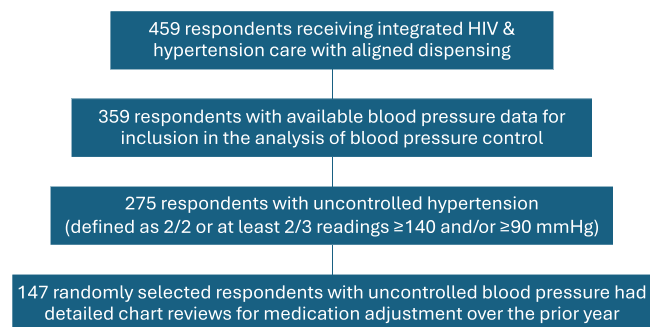 459 respondents receiving integrated HIV &
hypertension care with aligned dispensing
359 respondents with available blood pressure data for
inclusion in the analysis of blood pressure control
275 respondents with uncontrolled hypertension
(defined as 2/2 or at least 2/3 readings ≥140 and/or ≥90 mmHg)
147 randomly selected respondents with uncontrolled blood pressure had
detailed chart reviews for medication adjustment over the prior year